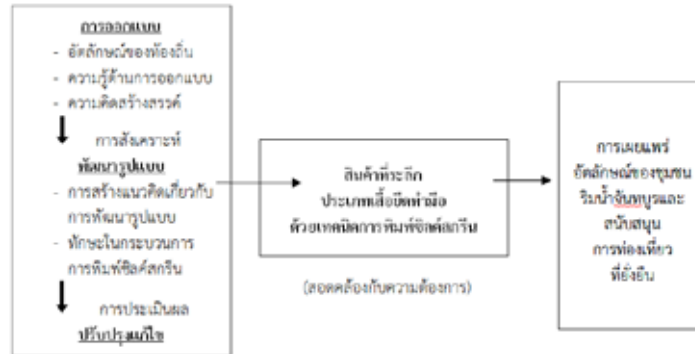 การออกแบบ
- อัตลักษณ์ของท้องถิ่น
- ความรู้ด้านการออกแบบ
- ความคิดสร้างสรรค์
การสังเคราะห์
พัฒนารูปแบบ
- การสร้างแนวคิดเกี่ยวกับ
การพัฒนารูปแบบ
- ทักษะในกระบวนการ
การพิมพ์ซิลค์สกรีน
การประเมินผล
ปรับปรุงแก้ไข
สินค้าที่ระลึก
ประเภทเสื้อยืดทำมือ
ด้วยเทคนิคการพิมพ์ซิลค์สกรีน
(สอดคล้องกับความต้องการ)
การเผยแพร่
อัตลักษณ์ของชุมชน
ริมน้ำจันทบูรและ
สนับสนุน
การท่องเที่ยว
ที่ยั่งยืน